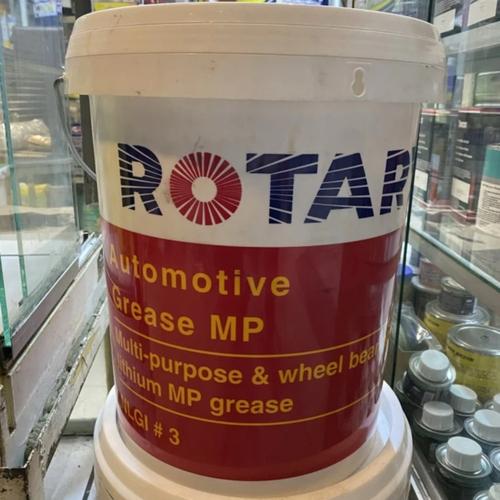 ROTAR
Automotive
Grease MP
Multi-purpose & wheel bea
lithium MP grease
NLGI # 3